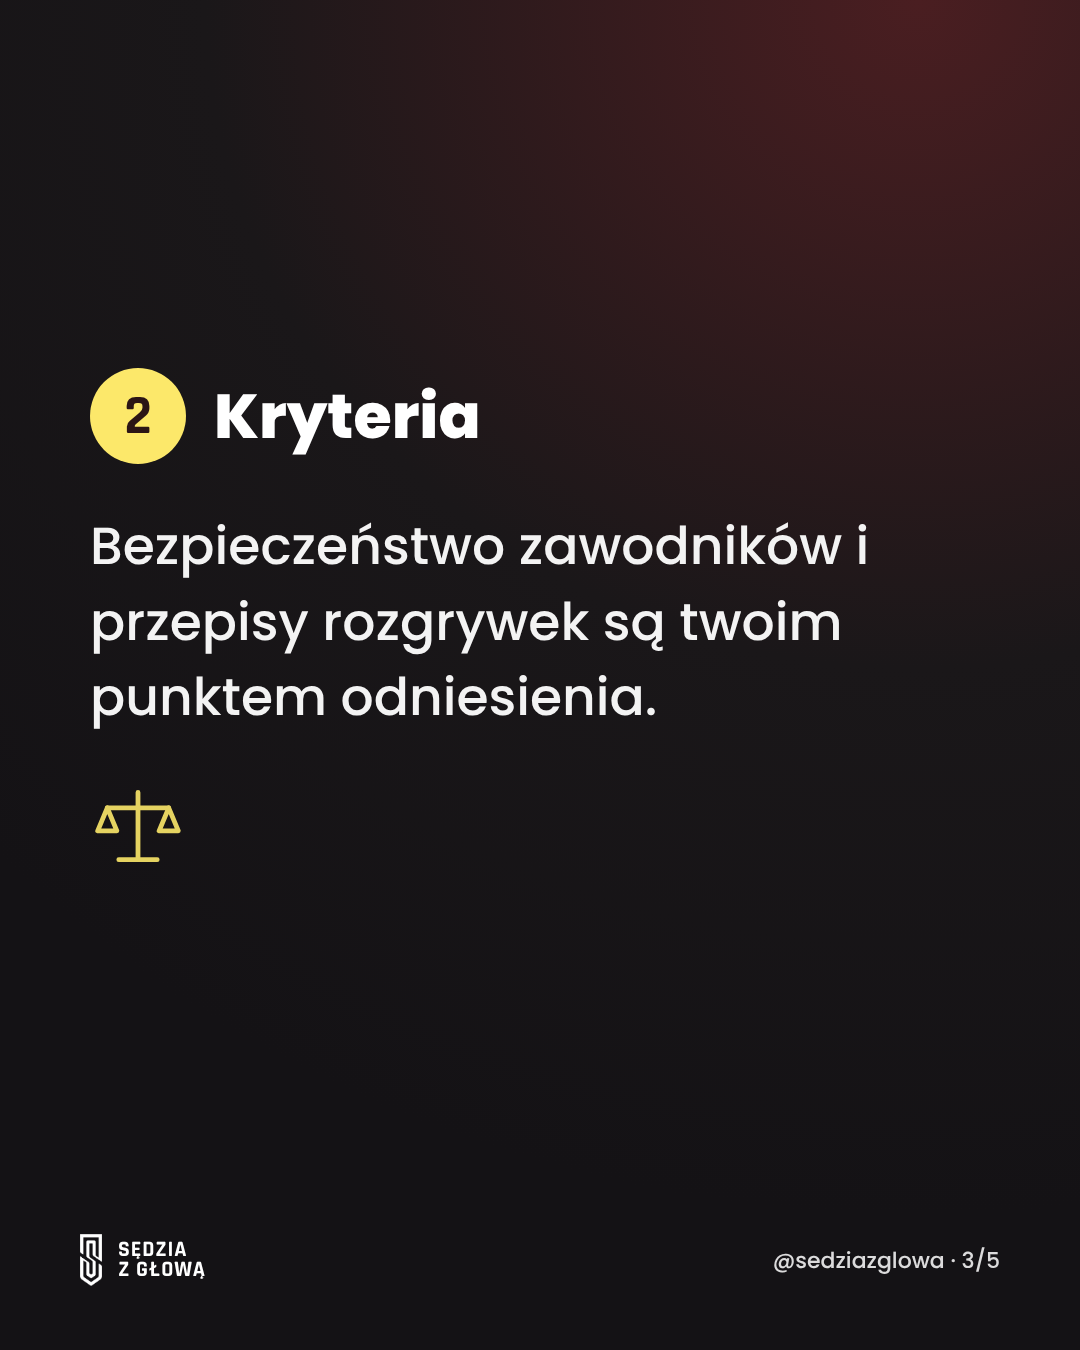 2
Kryteria
Bezpieczeństwo zawodników i
przepisy rozgrywek są twoim
punktem odniesienia.
SĘDZIA
Z GŁOWĄ
@sedziazglowa · 3/5